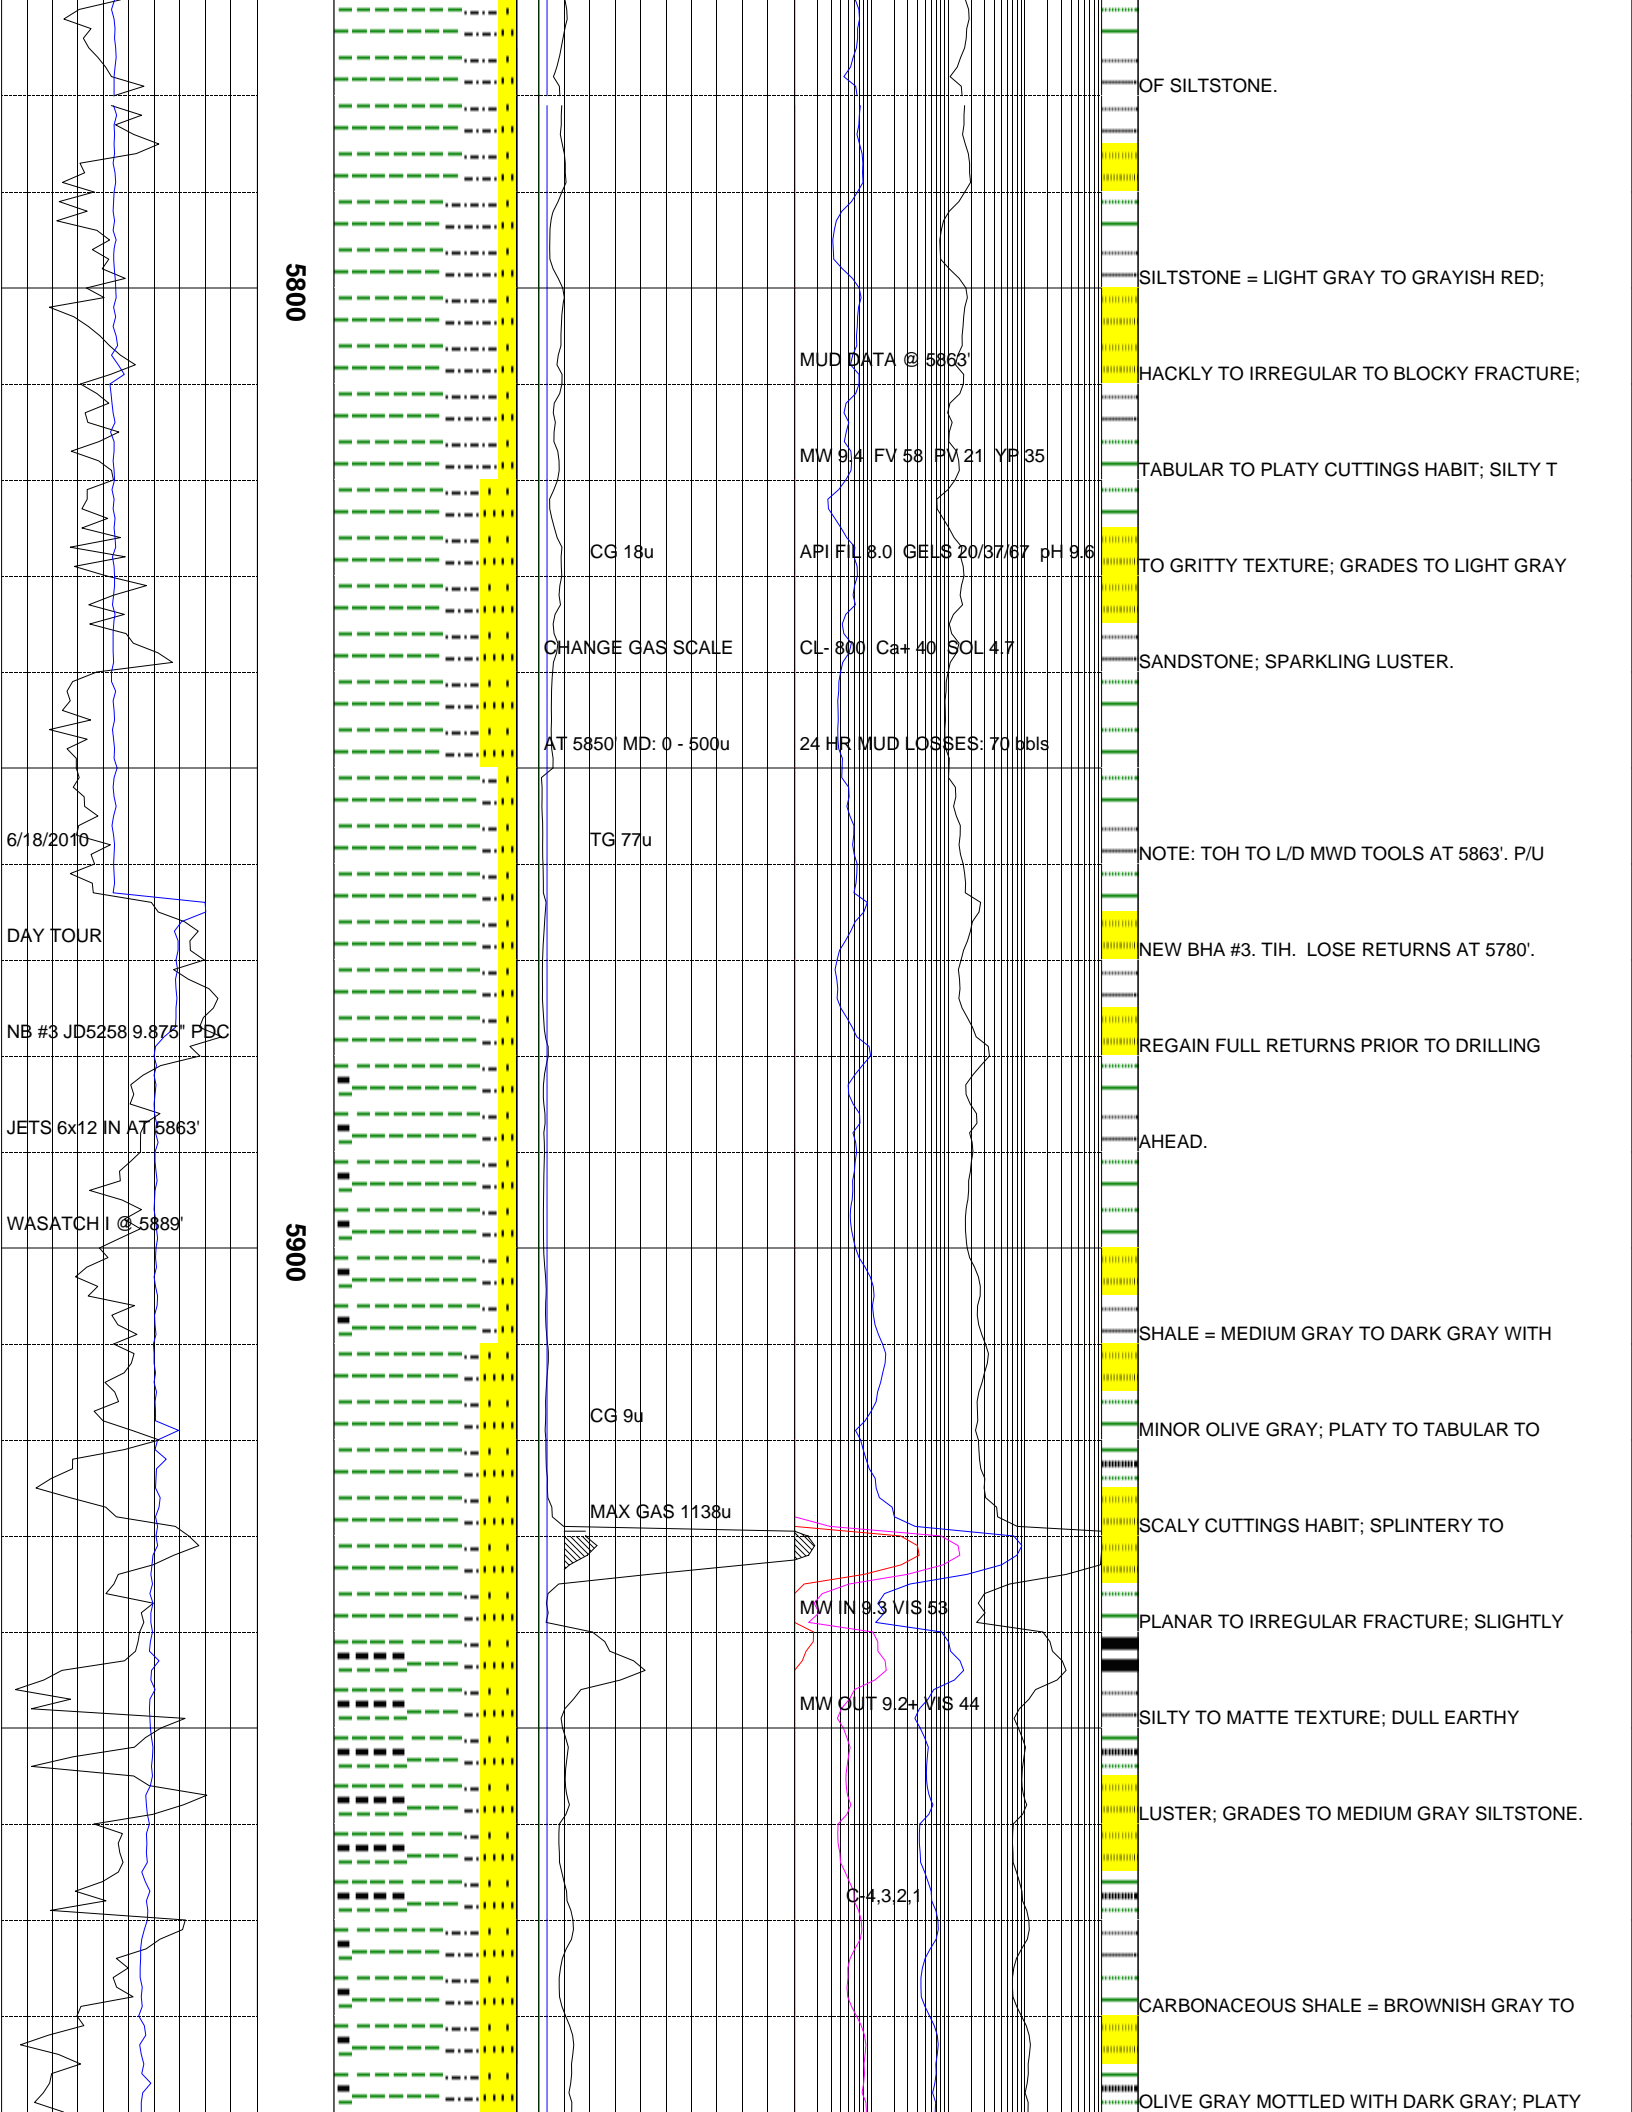 OF SILTSTONE.
5800
SILTSTONE = LIGHT GRAY TO GRAYISH RED;
MUD DATA @ 5863'
HACKLY TO IRREGULAR TO BLOCKY FRACTURE;
MW 9.4  FV 58  PV 21  YP 35
TABULAR TO PLATY CUTTINGS HABIT; SILTY T
CG 18u
API FIL 8.0  GELS 20/37/67  pH 9.6
TO GRITTY TEXTURE; GRADES TO LIGHT GRAY
CHANGE GAS SCALE
CL- 800  Ca+ 40  SOL 4.7
SANDSTONE; SPARKLING LUSTER.
AT 5850' MD: 0 - 500u
24 HR MUD LOSSES: 70 bbls
6/18/2010
TG 77u
NOTE: TOH TO L/D MWD TOOLS AT 5863'. P/U
DAY TOUR
NEW BHA #3. TIH.  LOSE RETURNS AT 5780'.
NB #3 JD5258 9.875" PDC
REGAIN FULL RETURNS PRIOR TO DRILLING
JETS 6x12 IN AT 5863'
AHEAD.
WASATCH I @ 5889'
5900
SHALE = MEDIUM GRAY TO DARK GRAY WITH
CG 9u
MINOR OLIVE GRAY; PLATY TO TABULAR TO
MAX GAS 1138u
SCALY CUTTINGS HABIT; SPLINTERY TO
MW IN 9.3 VIS 53
PLANAR TO IRREGULAR FRACTURE; SLIGHTLY
MW OUT 9.2+ VIS 44
SILTY TO MATTE TEXTURE; DULL EARTHY
LUSTER; GRADES TO MEDIUM GRAY SILTSTONE.
C-4,3,2,1
CARBONACEOUS SHALE = BROWNISH GRAY TO
OLIVE GRAY MOTTLED WITH DARK GRAY; PLATY